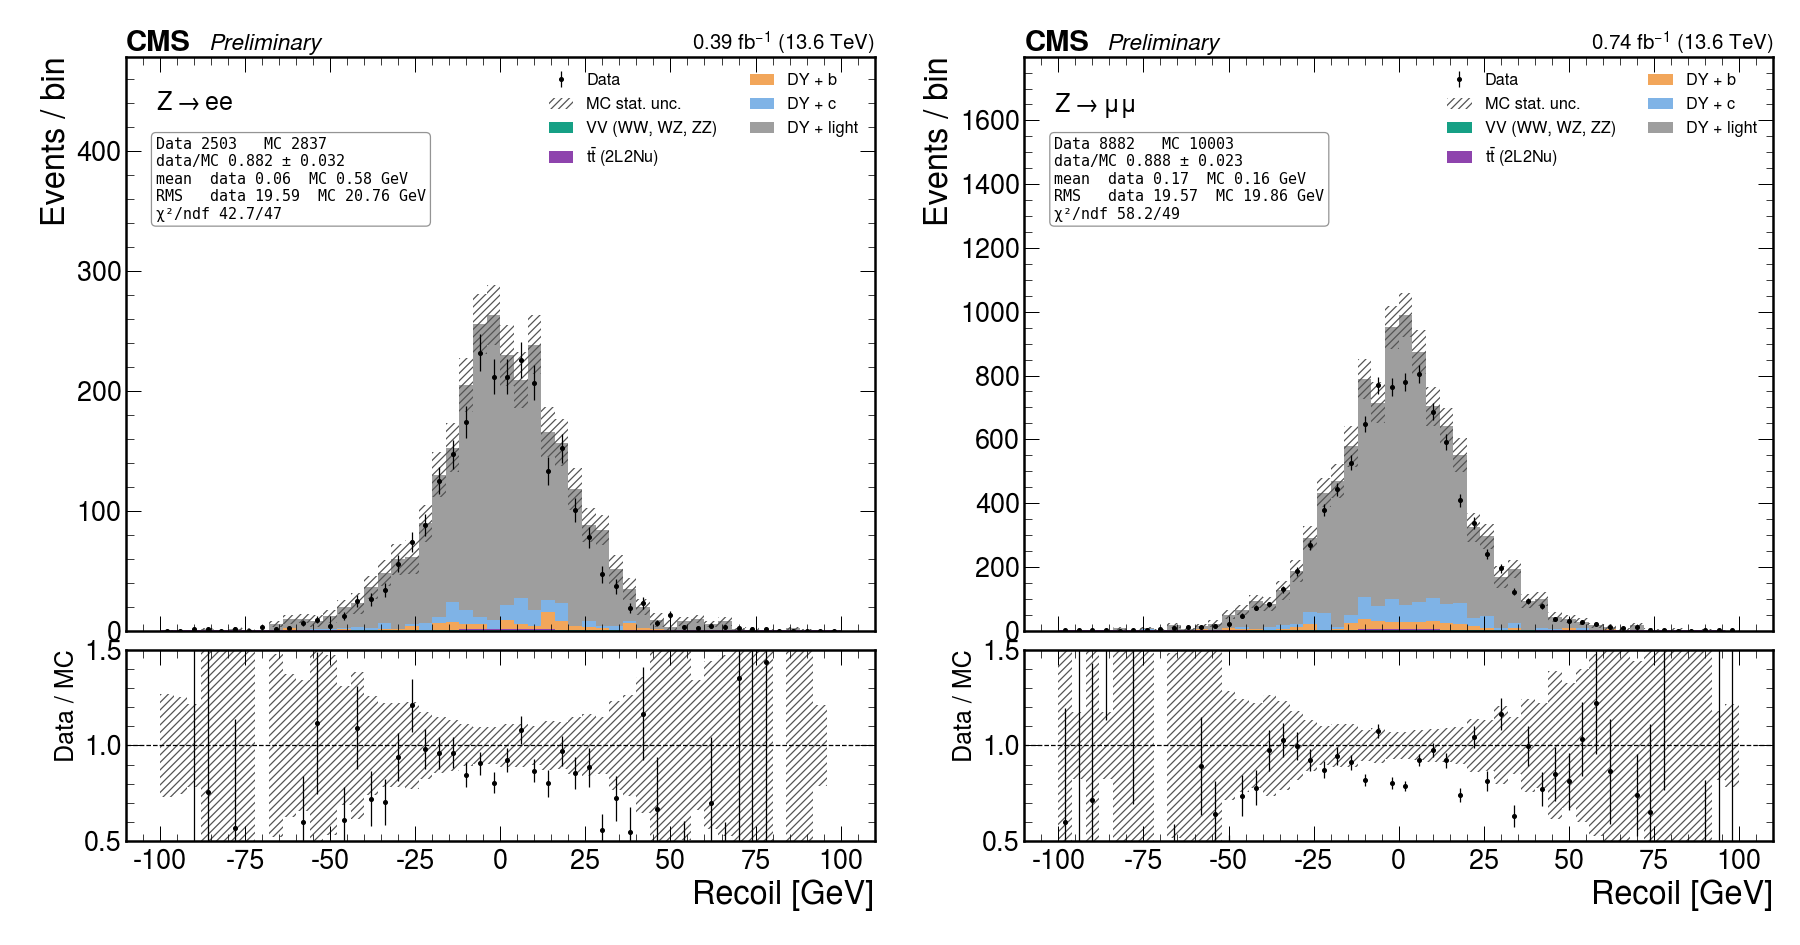 CMS Preliminary 0.39 fb⁻¹ (13.6 TeV)
Events / bin
Z→ee
Data 2503 MC 2837
data/MC 0.882 ± 0.032
mean data 0.06 MC 0.58 GeV
RMS data 19.59 MC 20.76 GeV
χ²/ndf 42.7/47
Data
MC stat. unc.
VV (WW, WZ, ZZ)
tt̄ (2L2Nu)
DY + b
DY + c
DY + light
400
300
200
100
0
Data / MC
1.5
1.0
0.5
-100 -75 -50 -25 0 25 50 75 100
Recoil [GeV]
CMS Preliminary 0.74 fb⁻¹ (13.6 TeV)
Events / bin
Z→μμ
Data 8882 MC 10003
data/MC 0.888 ± 0.023
mean data 0.17 MC 0.16 GeV
RMS data 19.57 MC 19.86 GeV
χ²/ndf 58.2/49
Data
MC stat. unc.
VV (WW, WZ, ZZ)
tt̄ (2L2Nu)
DY + b
DY + c
DY + light
1600
1400
1200
1000
800
600
400
200
0
Data / MC
1.5
1.0
0.5
-100 -75 -50 -25 0 25 50 75 100
Recoil [GeV]